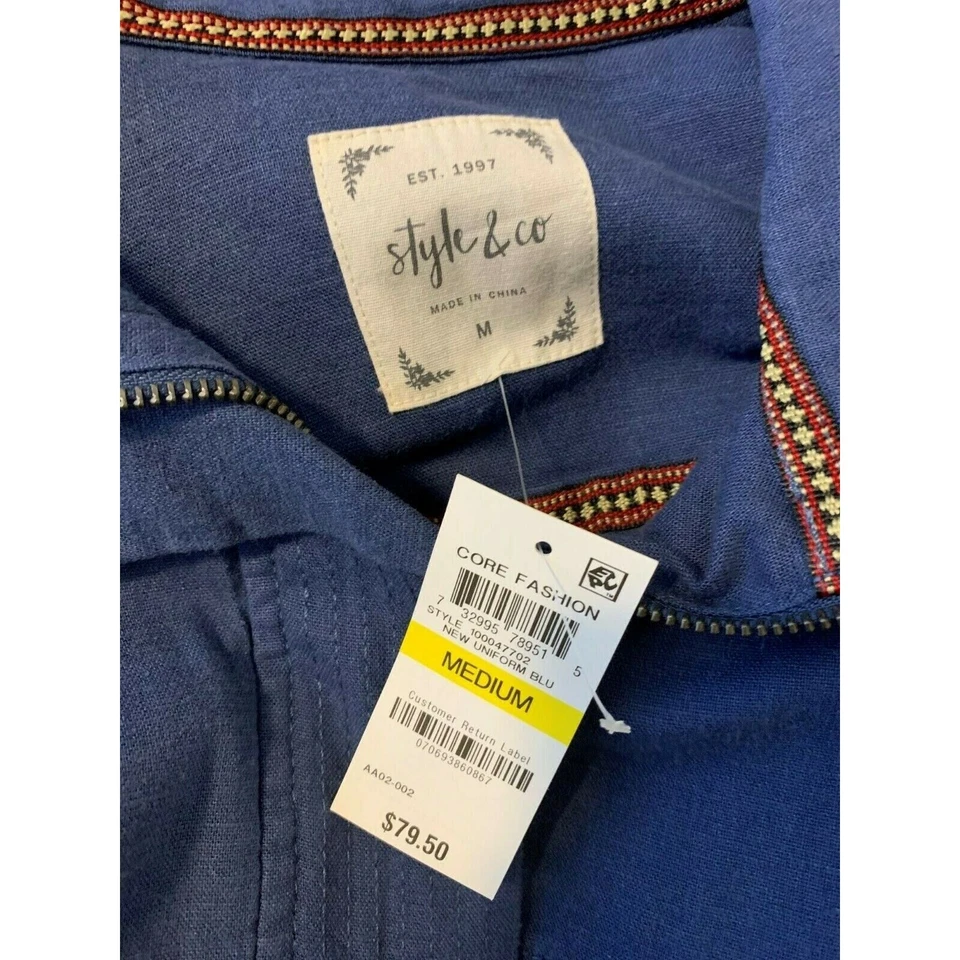 EST. 1997
style & co
MADE IN CHINA
M
CORE FASHION
7 32995 78951 5
STYLE 100047702
NEW UNIFORM BLU
MEDIUM
Customer Return Label
070693860867
AA02-002
$79.50